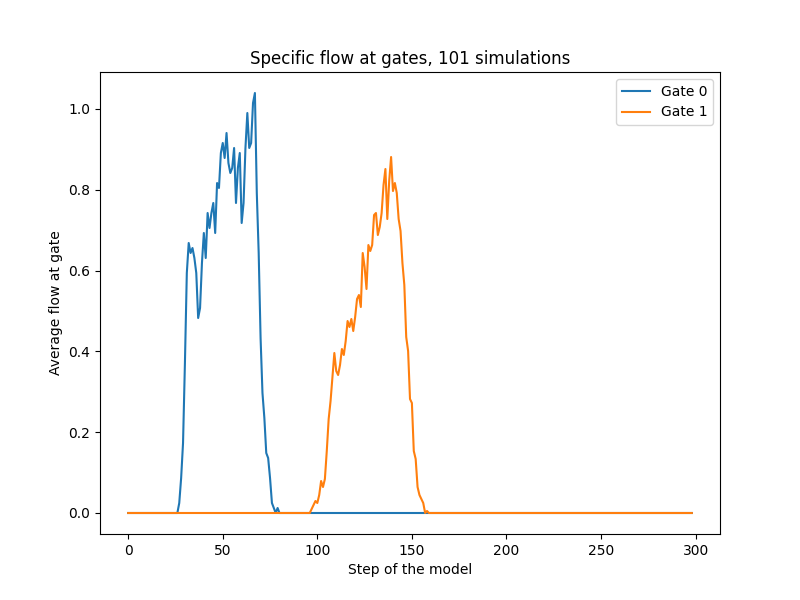 Specific flow at gates, 101 simulations
Gate 0
Gate 1
Average flow at gate
1.0
0.8
0.6
0.4
0.2
0.0
0 50 100 150 200 250 300
Step of the model